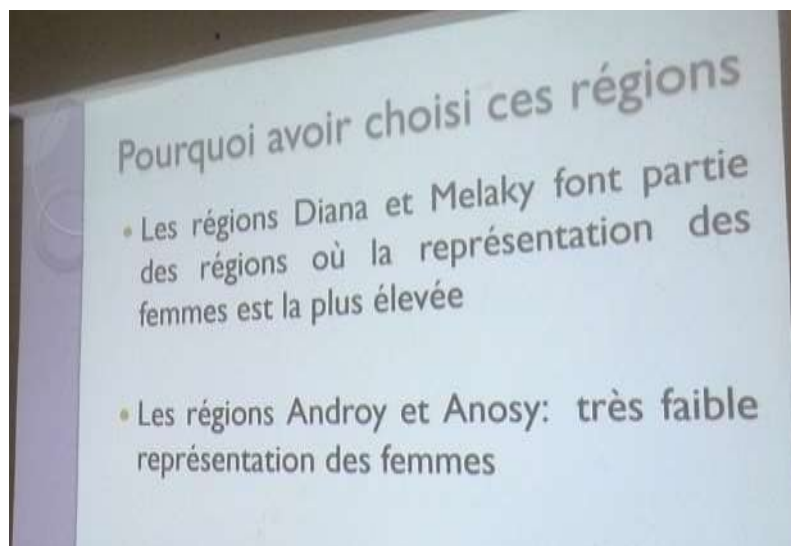 Pourquoi avoir choisi ces régions
• Les régions Diana et Melaky font partie
des régions où la représentation des
femmes est la plus élevée
• Les régions Androy et Anosy: très faible
représentation des femmes